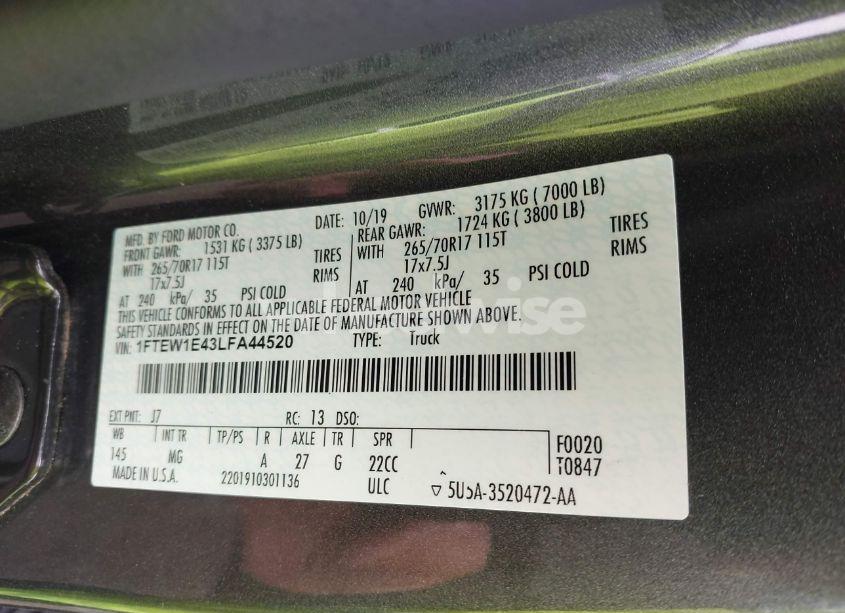 MFD. BY FORD MOTOR CO. DATE: 10/19 GVWR: 3175 KG ( 7000 LB)
FRONT GAWR: 1531 KG ( 3375 LB) REAR GAWR: 1724 KG ( 3800 LB)
WITH 265/70R17 115T TIRES WITH 265/70R17 115T TIRES
17x7.5J RIMS 17x7.5J RIMS
AT 240 kPa/ 35 PSI COLD AT 240 kPa/ 35 PSI COLD
THIS VEHICLE CONFORMS TO ALL APPLICABLE FEDERAL MOTOR VEHICLE
SAFETY STANDARDS IN EFFECT ON THE DATE OF MANUFACTURE SHOWN ABOVE.
VIN: 1FTEW1E43LFA44520 TYPE: Truck
EXT PNT: J7 RC: 13 DSO:
WB INT TR TP/PS R AXLE TR SPR F0020
145 MG A 27 G 22CC T0847
MADE IN U.S.A. 2201910301136 ULC 5U5A-3520472-AA